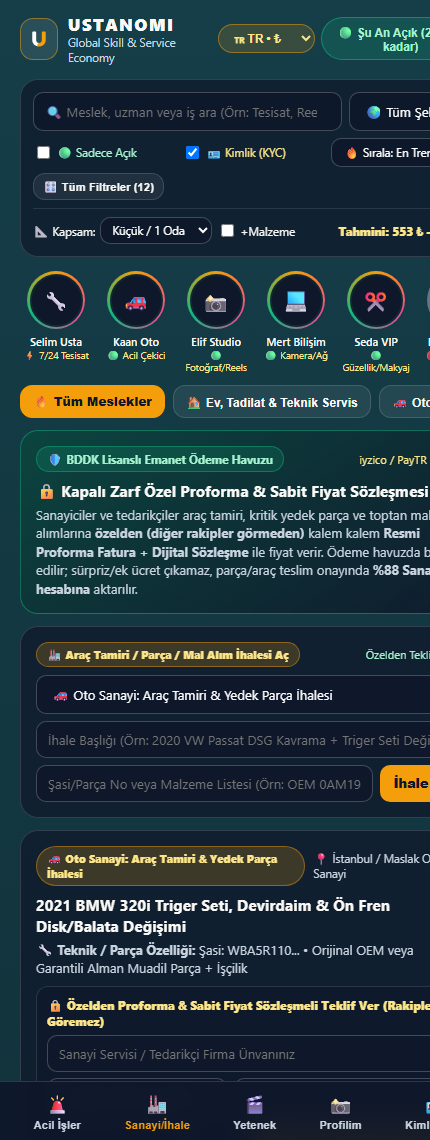 USTANOMI
Global Skill & Service
Economy
TR TR • ₺
Şu An Açık (2
kadar)
Meslek, uzman veya iş ara (Örn: Tesisat, Ree
Tüm Şe
Sadece Açık
Kimlik (KYC)
Sırala: En Tre
Tüm Filtreler (12)
Kapsam:
Küçük / 1 Oda
+Malzeme
Tahmini: 553 ₺ -
Selim Usta
Kaan Oto
Elif Studio
Mert Bilişim
Seda VIP
7/24 Tesisat
Acil Çekici
Fotoğraf/Reels
Kamera/Ağ
Güzellik/Makyaj
Tüm Meslekler
Ev, Tadilat & Teknik Servis
Oto
BDDK Lisanslı Emanet Ödeme Havuzu
iyzico / PayTR
Kapalı Zarf Özel Proforma & Sabit Fiyat Sözleşmesi
Sanayiciler ve tedarikçiler araç tamiri, kritik yedek parça ve toptan mal
alımlarına özelden (diğer rakipler görmeden) kalem kalem Resmi
Proforma Fatura + Dijital Sözleşme ile fiyat verir. Ödeme havuzda b
edilir; sürpriz/ek ücret çıkamaz, parça/araç teslim onayında %88 Sana
hesabına aktarılır.
Araç Tamiri / Parça / Mal Alım İhalesi Aç
Özelden Tekli
Oto Sanayi: Araç Tamiri & Yedek Parça İhalesi
İhale Başlığı (Örn: 2020 VW Passat DSG Kavrama + Triger Seti Deği
Şasi/Parça No veya Malzeme Listesi (Örn: OEM 0AM19
İhale
Oto Sanayi: Araç Tamiri & Yedek Parça
İhalesi
İstanbul / Maslak O
Sanayi
2021 BMW 320i Triger Seti, Devirdaim & Ön Fren
Disk/Balata Değişimi
Teknik / Parça Özelliği: Şasi: WBA5R110... • Orijinal OEM veya
Garantili Alman Muadil Parça + İşçilik
Özelden Proforma & Sabit Fiyat Sözleşmeli Teklif Ver (Rakiple
Göremez)
Sanayi Servisi / Tedarikçi Firma Ünvanınız
Acil İşler
Sanayi/İhale
Yetenek
Profilim
Kiml